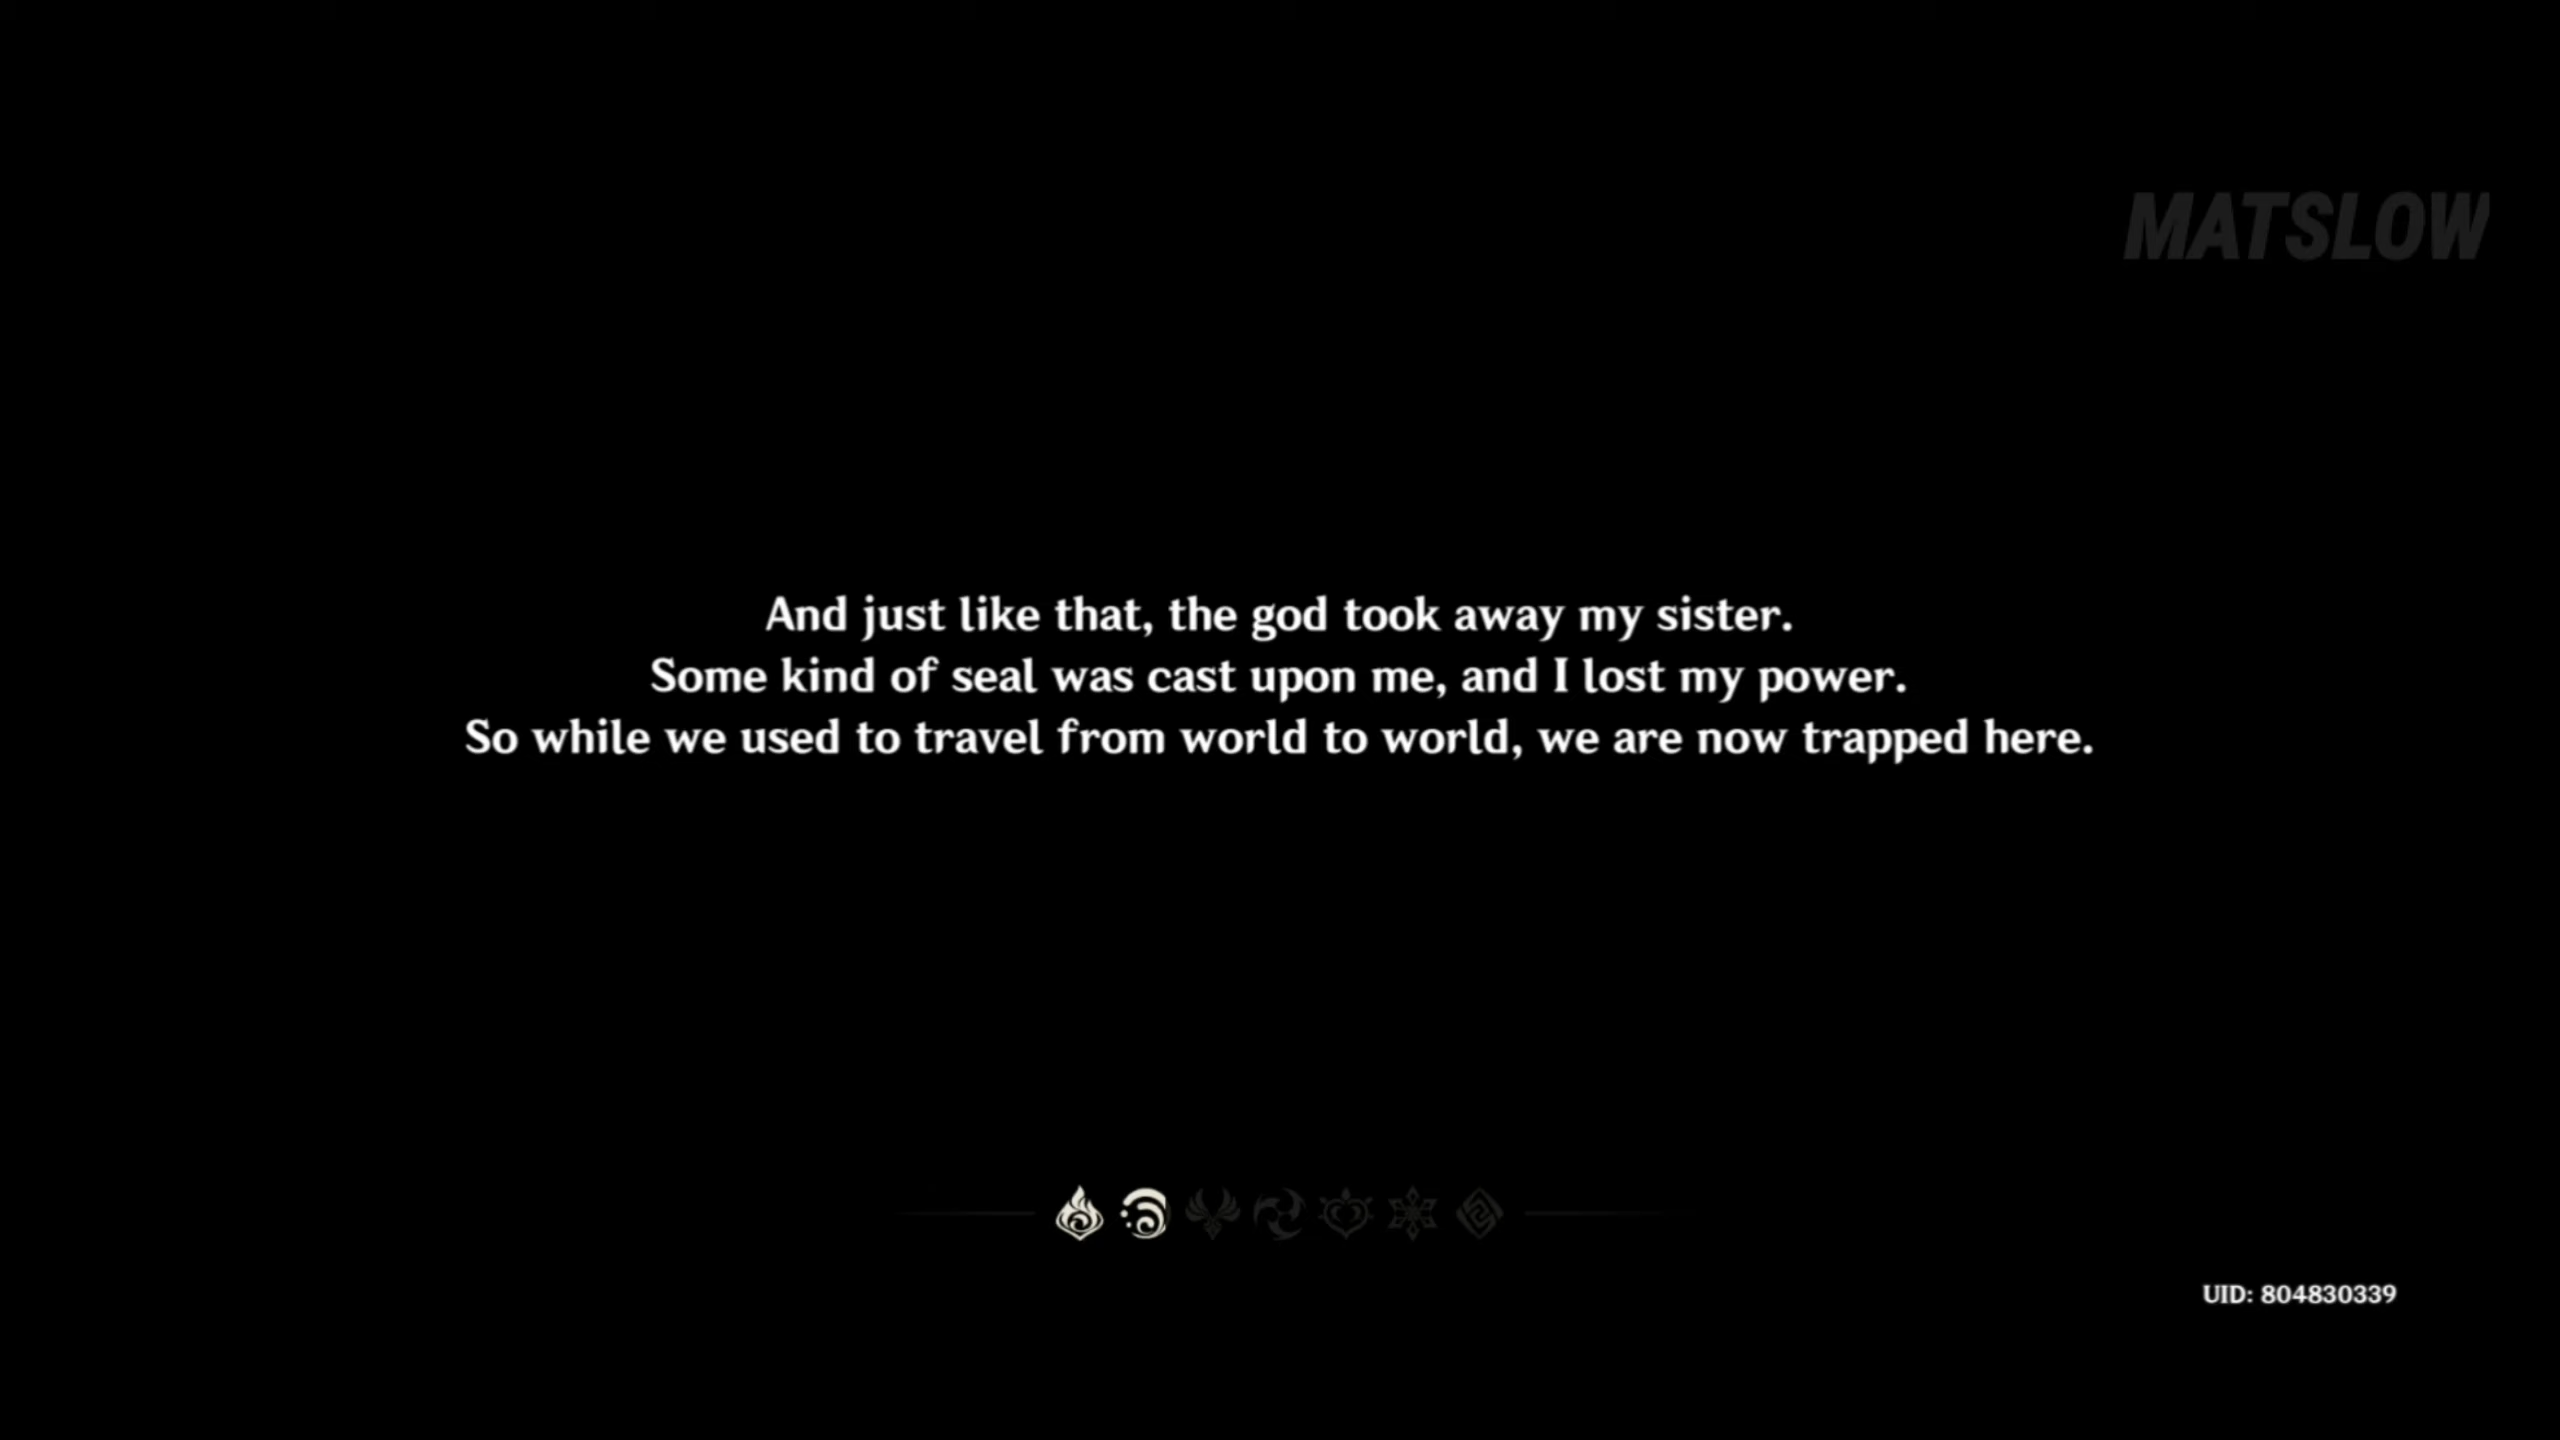 MATSLOW
And just like that, the god took away my sister.
Some kind of seal was cast upon me, and I lost my power.
So while we used to travel from world to world, we are now trapped here.
UID: 804830339